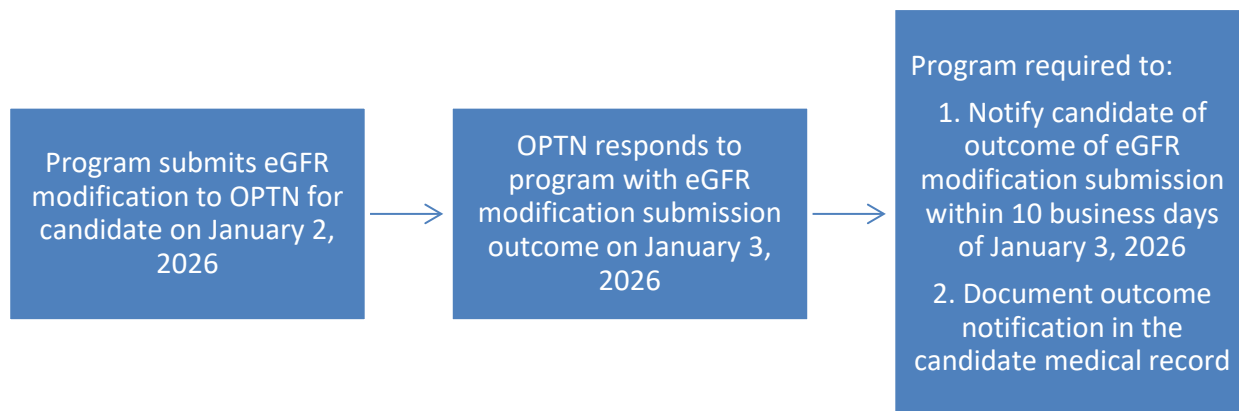 Program submits eGFR
modification to OPTN for
candidate on January 2,
2026
OPTN responds to
program with eGFR
modification submission
outcome on January 3,
2026
Program required to:
1. Notify candidate of
outcome of eGFR
modification submission
within 10 business days
of January 3, 2026
2. Document outcome
notification in the
candidate medical record